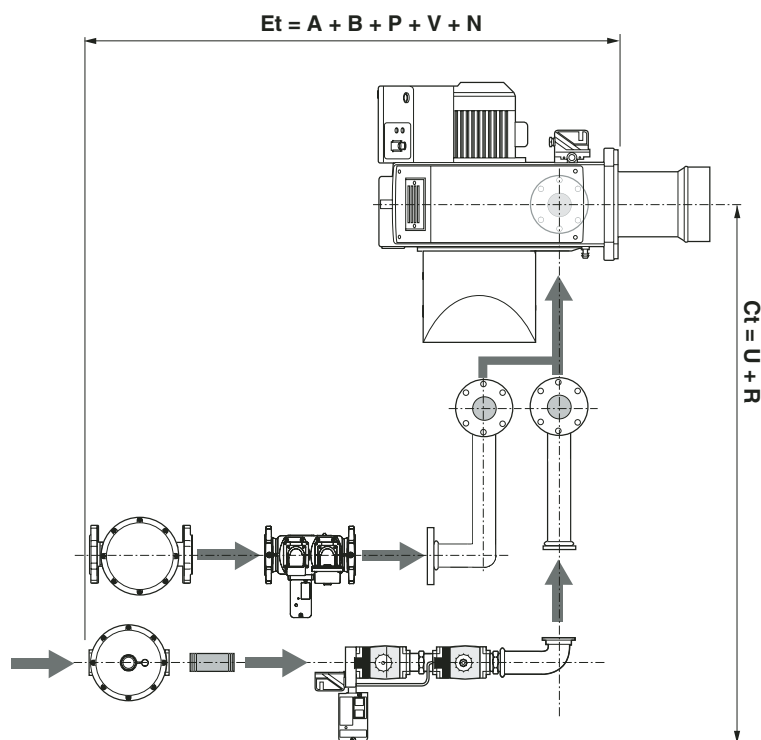 Et = A + B + P + V + N
Ct = U + R